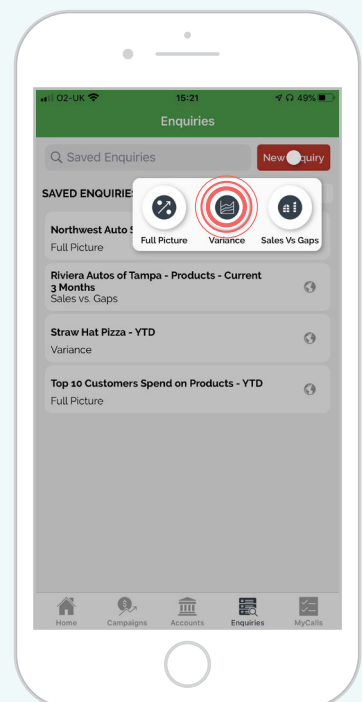 O2-UK 15:21 49%
Enquiries
Saved Enquiries New quiry
SAVED ENQUIRIE
Full Picture Variance Sales Vs Gaps
Northwest Auto S
Full Picture
Riviera Autos of Tampa - Products - Current
3 Months
Sales vs. Gaps
Straw Hat Pizza - YTD
Variance
Top 10 Customers Spend on Products - YTD
Full Picture
Home Campaigns Accounts Enquiries MyCalls